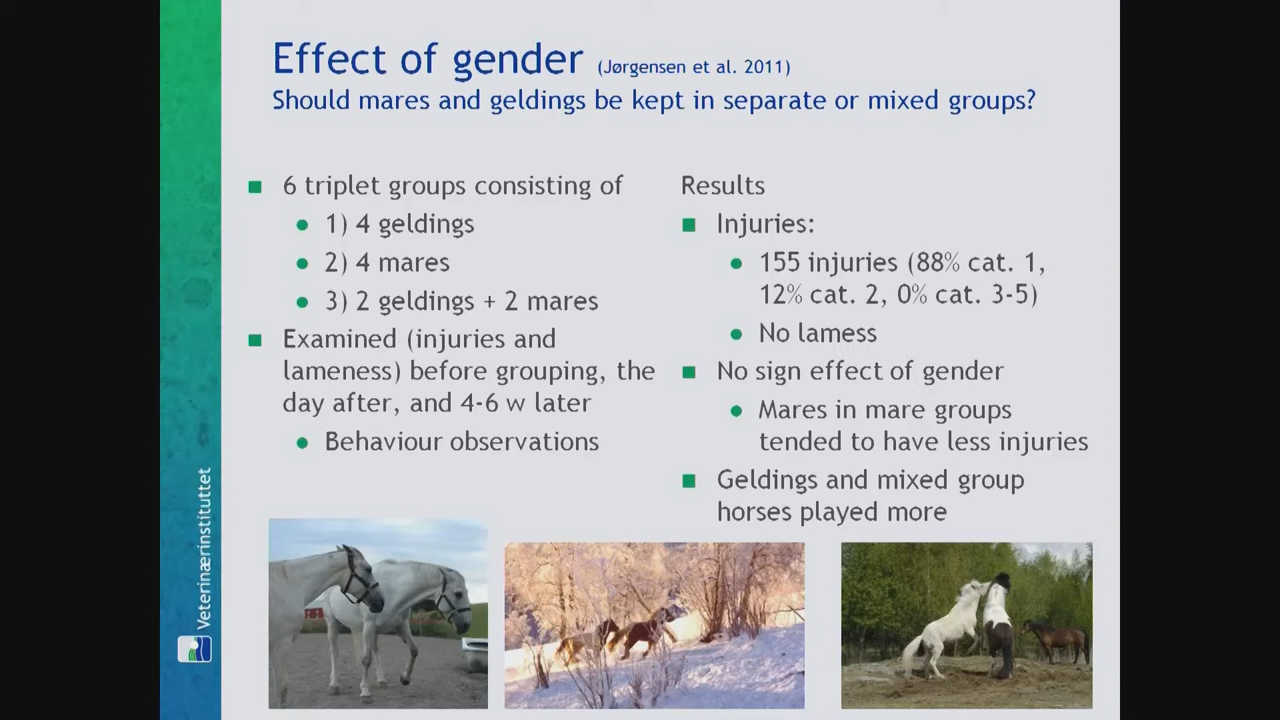 Effect of gender (Jørgensen et al. 2011)
Should mares and geldings be kept in separate or mixed groups?
6 triplet groups consisting of
1) 4 geldings
2) 4 mares
3) 2 geldings + 2 mares
Examined (injuries and
lameness) before grouping, the
day after, and 4-6 w later
Behaviour observations
Results
Injuries:
155 injuries (88% cat. 1,
12% cat. 2, 0% cat. 3-5)
No lamess
No sign effect of gender
Mares in mare groups
tended to have less injuries
Geldings and mixed group
horses played more
Veterinærinstituttet